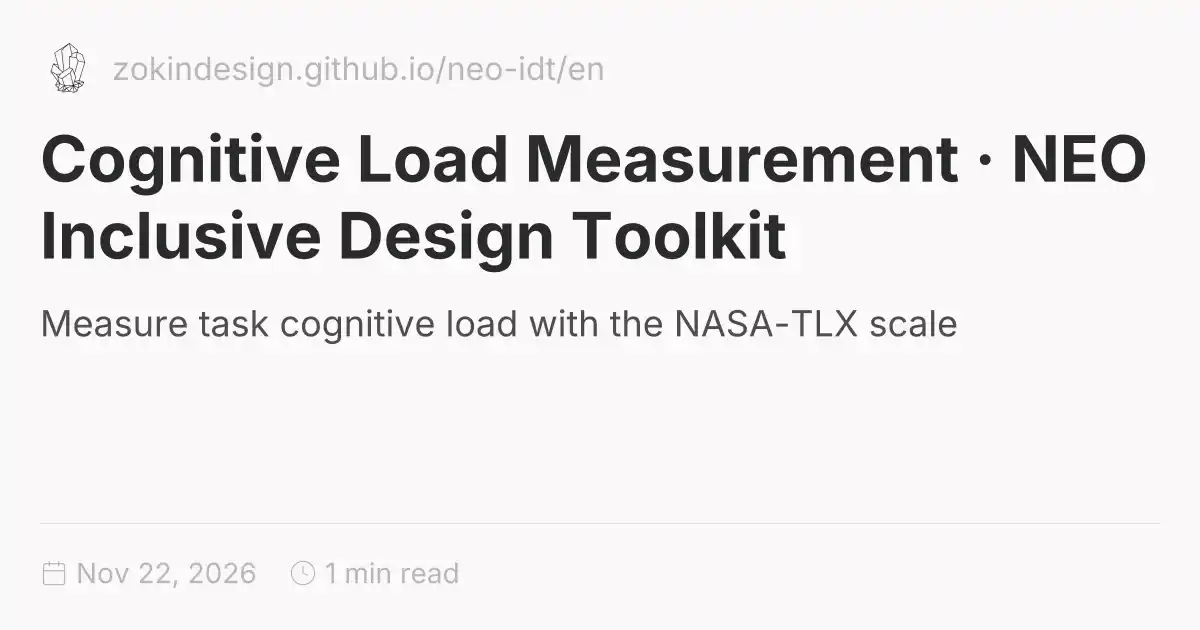 zokindesign.github.io/neo-idt/en
Cognitive Load Measurement · NEO
Inclusive Design Toolkit
Measure task cognitive load with the NASA-TLX scale
Nov 22, 2026 1 min read